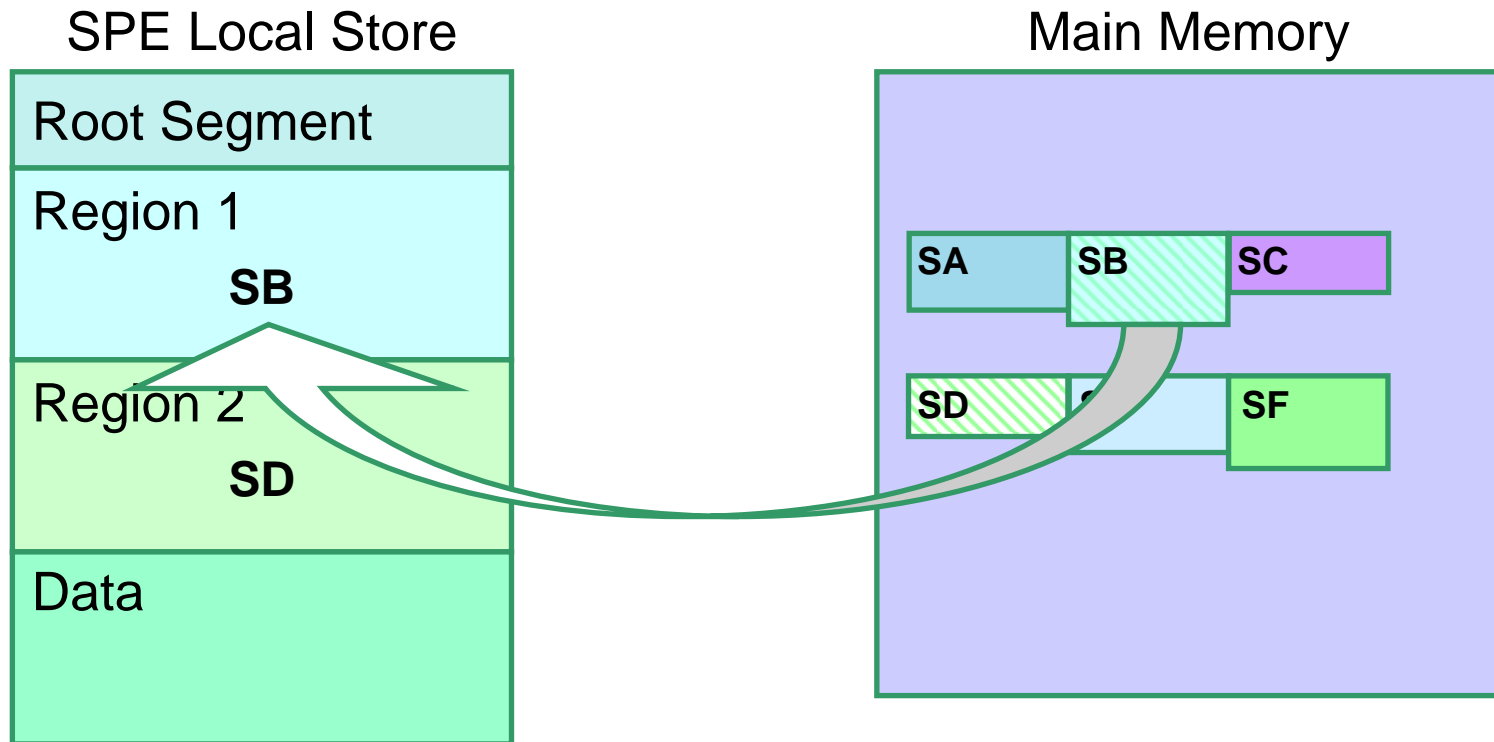 SPE Local Store
Main Memory
Root Segment
Region 1
SB
Region 2
SD
Data
SA SB SC
SD SF